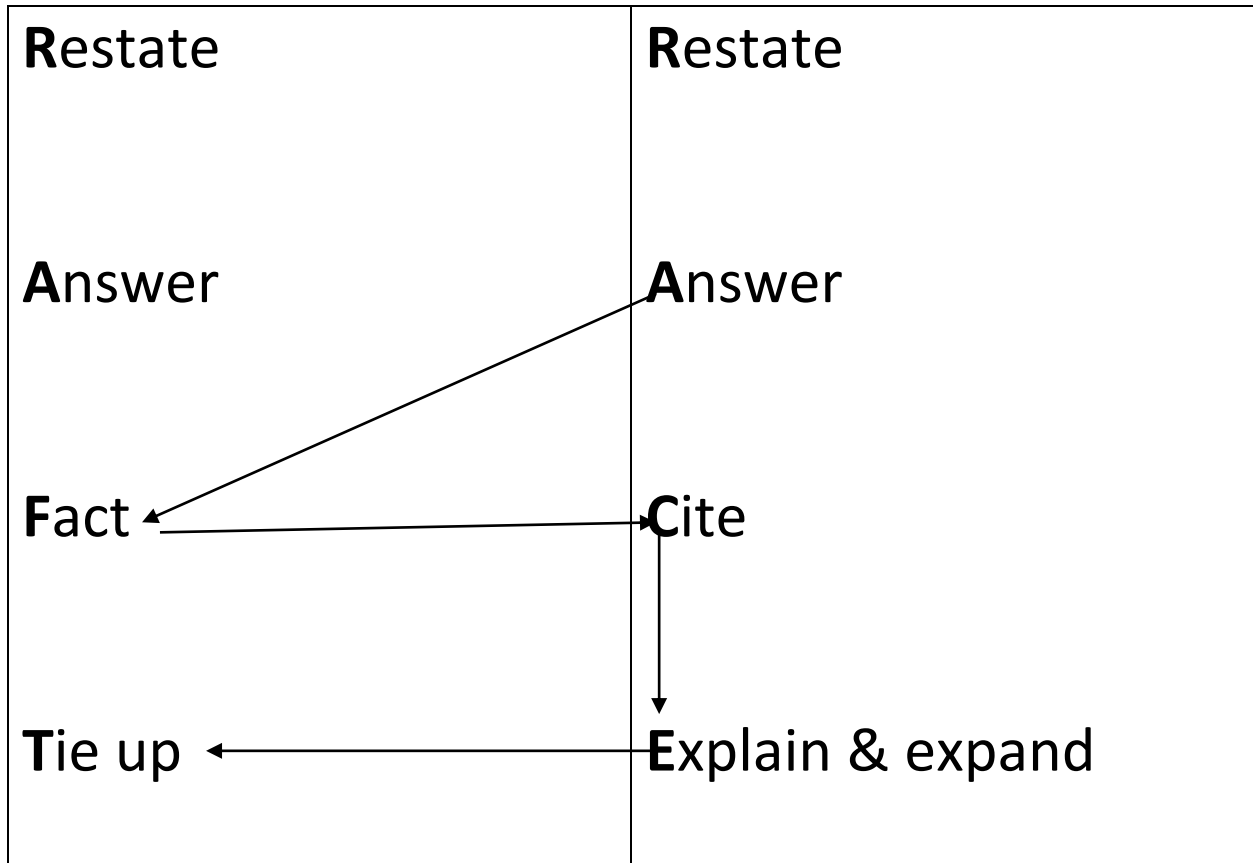 Restate
Answer
Fact
Tie up
Restate
Answer
Cite
Explain & expand